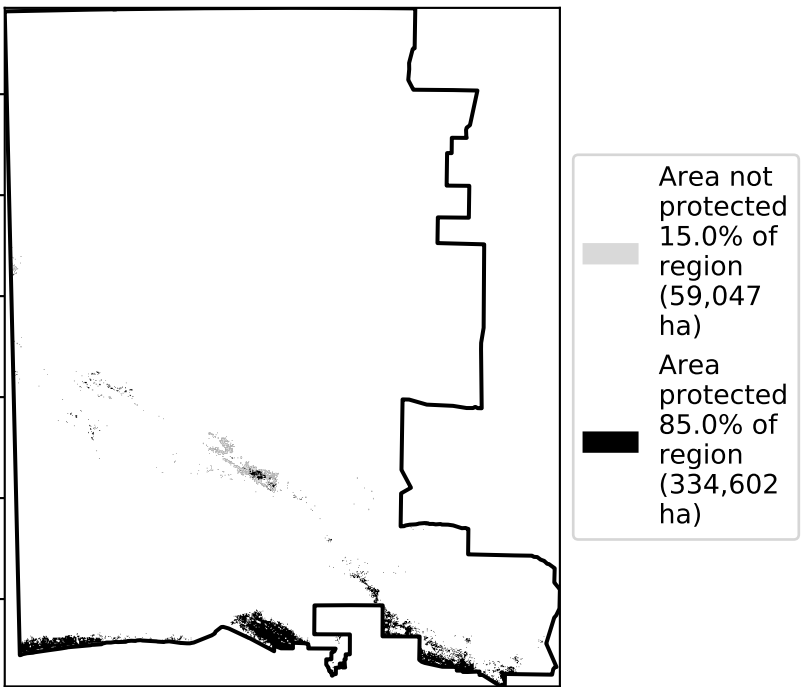 Area not
protected
15.0% of
region
(59,047
ha)
Area
protected
85.0% of
region
(334,602
ha)